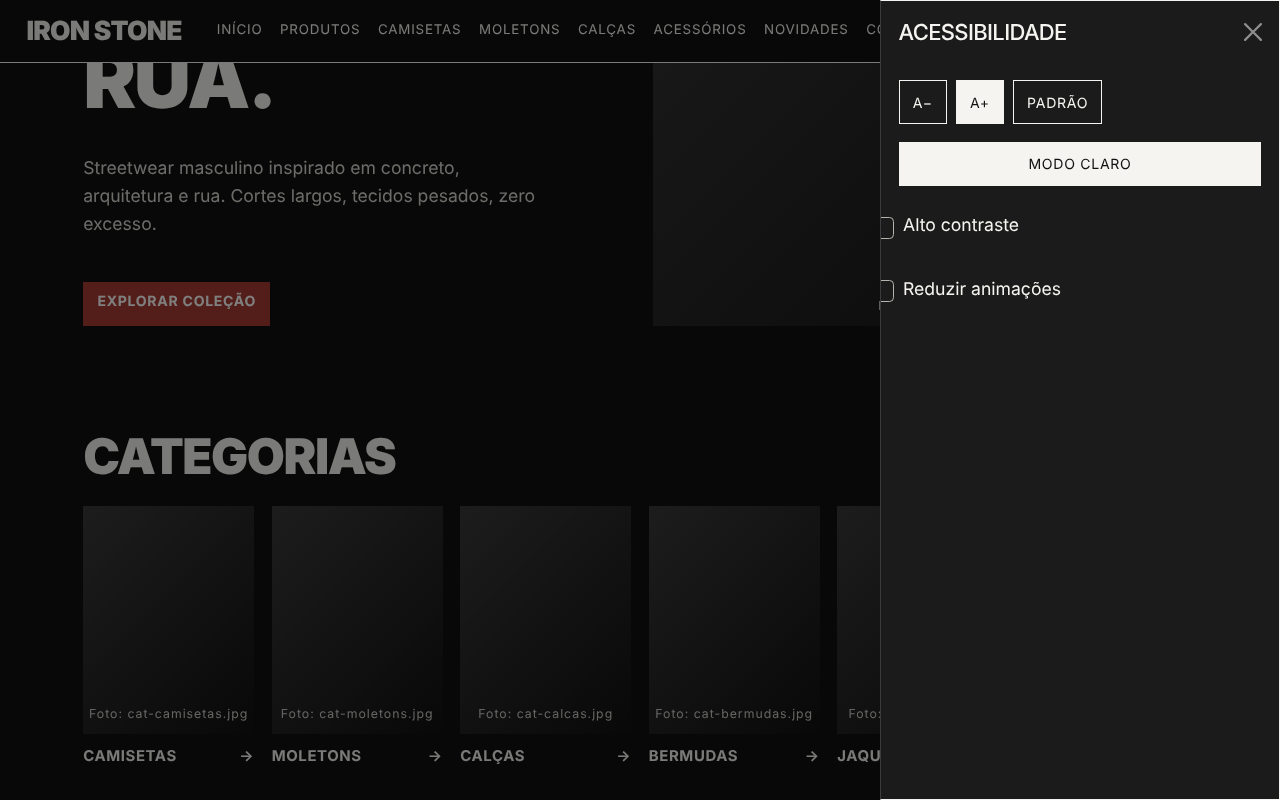 IRON STONE
INÍCIO PRODUTOS CAMISETAS MOLETONS CALÇAS ACESSÓRIOS NOVIDADES
RUA.
Streetwear masculino inspirado em concreto,
arquitetura e rua. Cortes largos, tecidos pesados, zero
excesso.
EXPLORAR COLEÇÃO
CATEGORIAS
Foto: cat-camisetas.jpg
Foto: cat-moletons.jpg
Foto: cat-calcas.jpg
Foto: cat-bermudas.jpg
Foto:
CAMISETAS →
MOLETONS →
CALÇAS →
BERMUDAS →
ACESSIBILIDADE
A−
A+
PADRÃO
MODO CLARO
Alto contraste
Reduzir animações